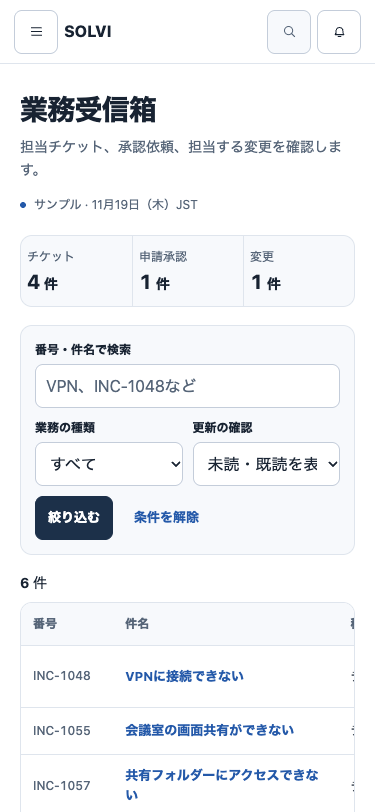 SOLVI
業務受信箱
担当チケット、承認依頼、担当する変更を確認しま
す。
サンプル · 11月19日（木）JST
チケット 申請承認 変更
4 件 1 件 1 件
番号・件名で検索
VPN、INC-1048など
業務の種類 更新の確認
すべて 未読・既読を表
絞り込む 条件を解除
6 件
番号 件名
INC-1048 VPNに接続できない
INC-1055 会議室の画面共有ができない
INC-1057 共有フォルダーにアクセスできな
い